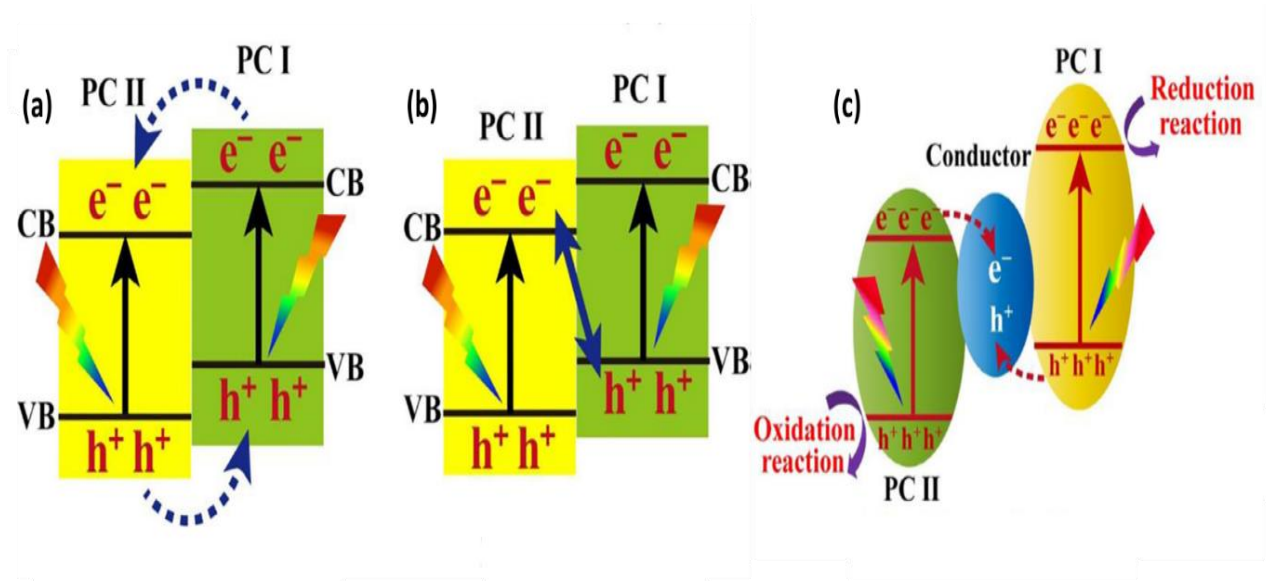 (a)
PC II
PC I
e⁻ e⁻
CB
e⁻ e⁻
CB
VB
h⁺ h⁺
VB
h⁺ h⁺
(b)
PC II
PC I
e⁻ e⁻
CB
e⁻ e⁻
CB
VB
h⁺ h⁺
VB
h⁺ h⁺
(c)
PC I
Reduction
reaction
e⁻ e⁻ e⁻
Conductor
e⁻ e⁻ e⁻
e⁻
h⁺
h⁺ h⁺ h⁺
Oxidation
reaction
h⁺ h⁺ h⁺
PC II